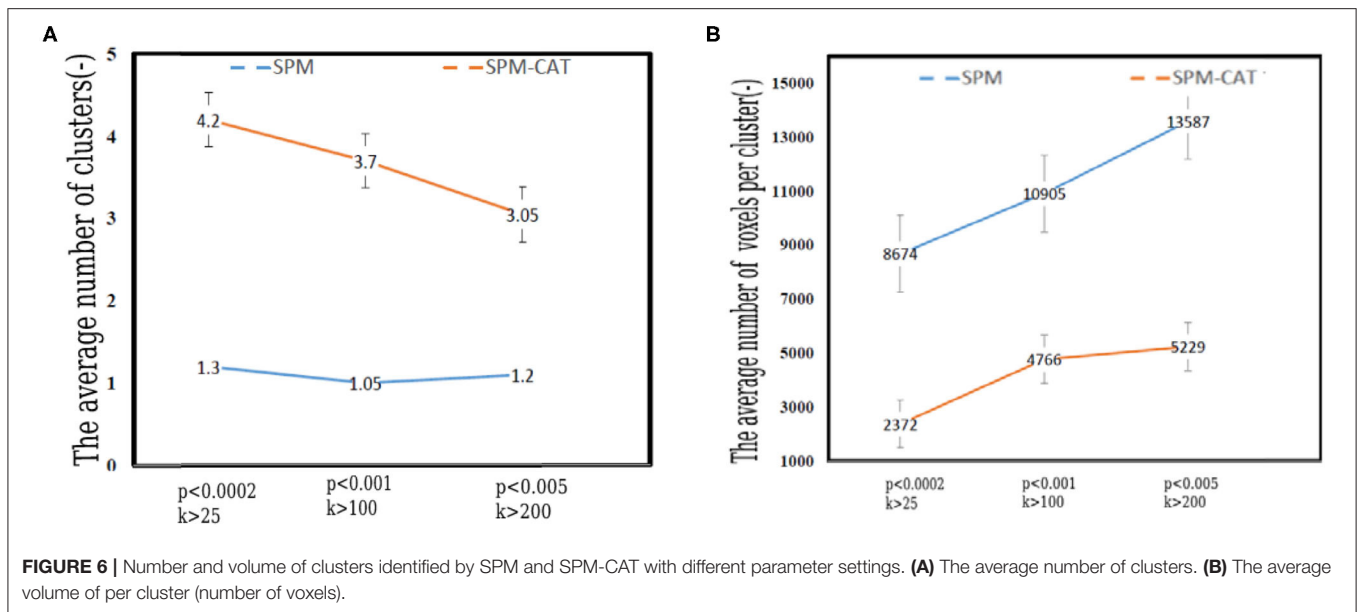 A
The average number of clusters(-)
5
4
3
2
1
0
SPM
SPM-CAT
4.2
3.7
3.05
1.3
1.05
1.2
p<0.0002
k>25
p<0.001
k>100
p<0.005
k>200
B
The average number of voxels per cluster(-)
15000
13000
11000
9000
7000
5000
3000
1000
SPM
SPM-CAT
8674
10905
13587
2372
4766
5229
p<0.0002
k>25
p<0.001
k>100
p<0.005
k>200
FIGURE 6 | Number and volume of clusters identified by SPM and SPM-CAT with different parameter settings. (A) The average number of clusters. (B) The average
volume of per cluster (number of voxels).